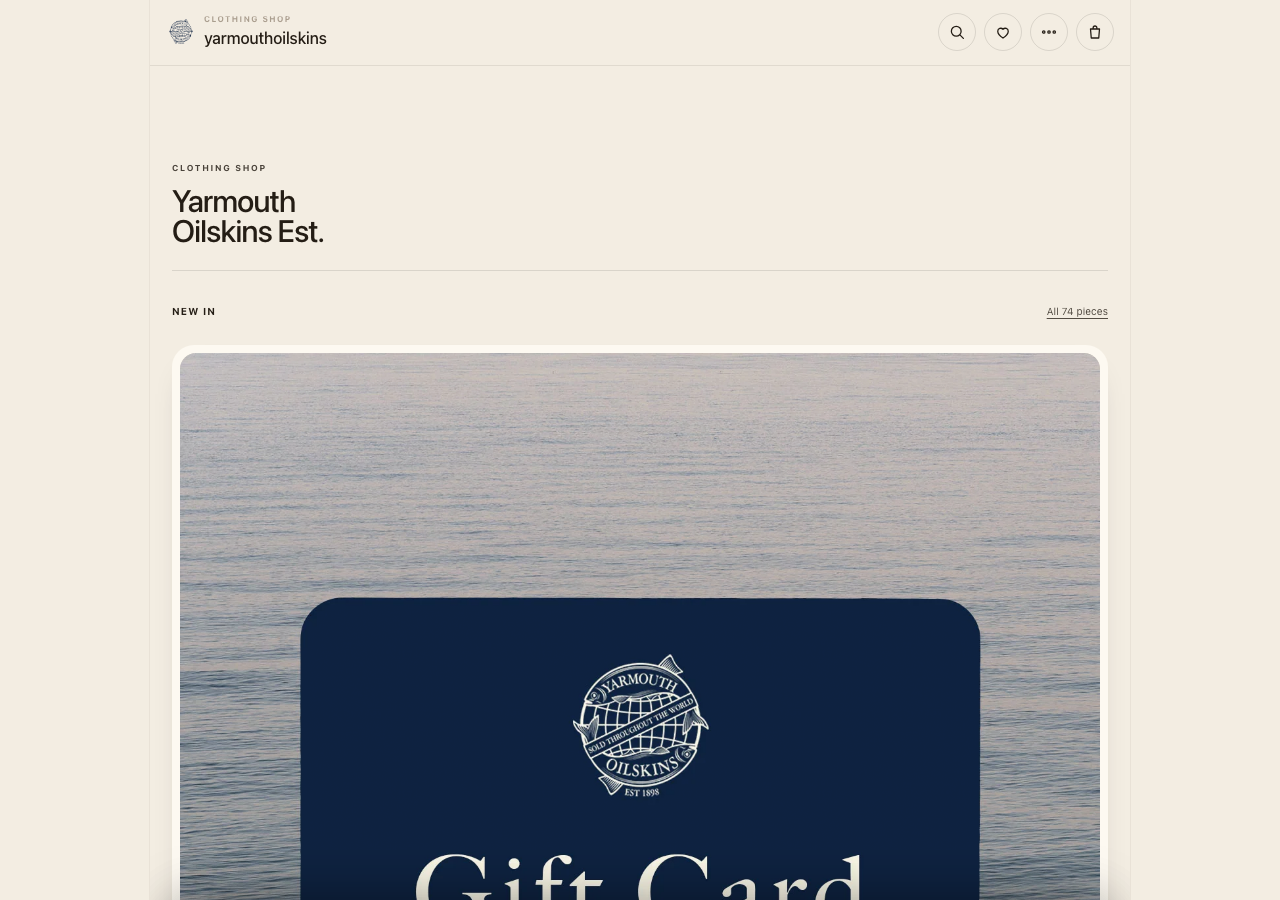 CLOTHING SHOP
yarmouthoilskins
CLOTHING SHOP
Yarmouth
Oilskins Est.
NEW IN
All 74 pieces
YARMOUTH
SOLD THROUGHOUT THE WORLD
OILSKINS
EST 1898
Gift Card